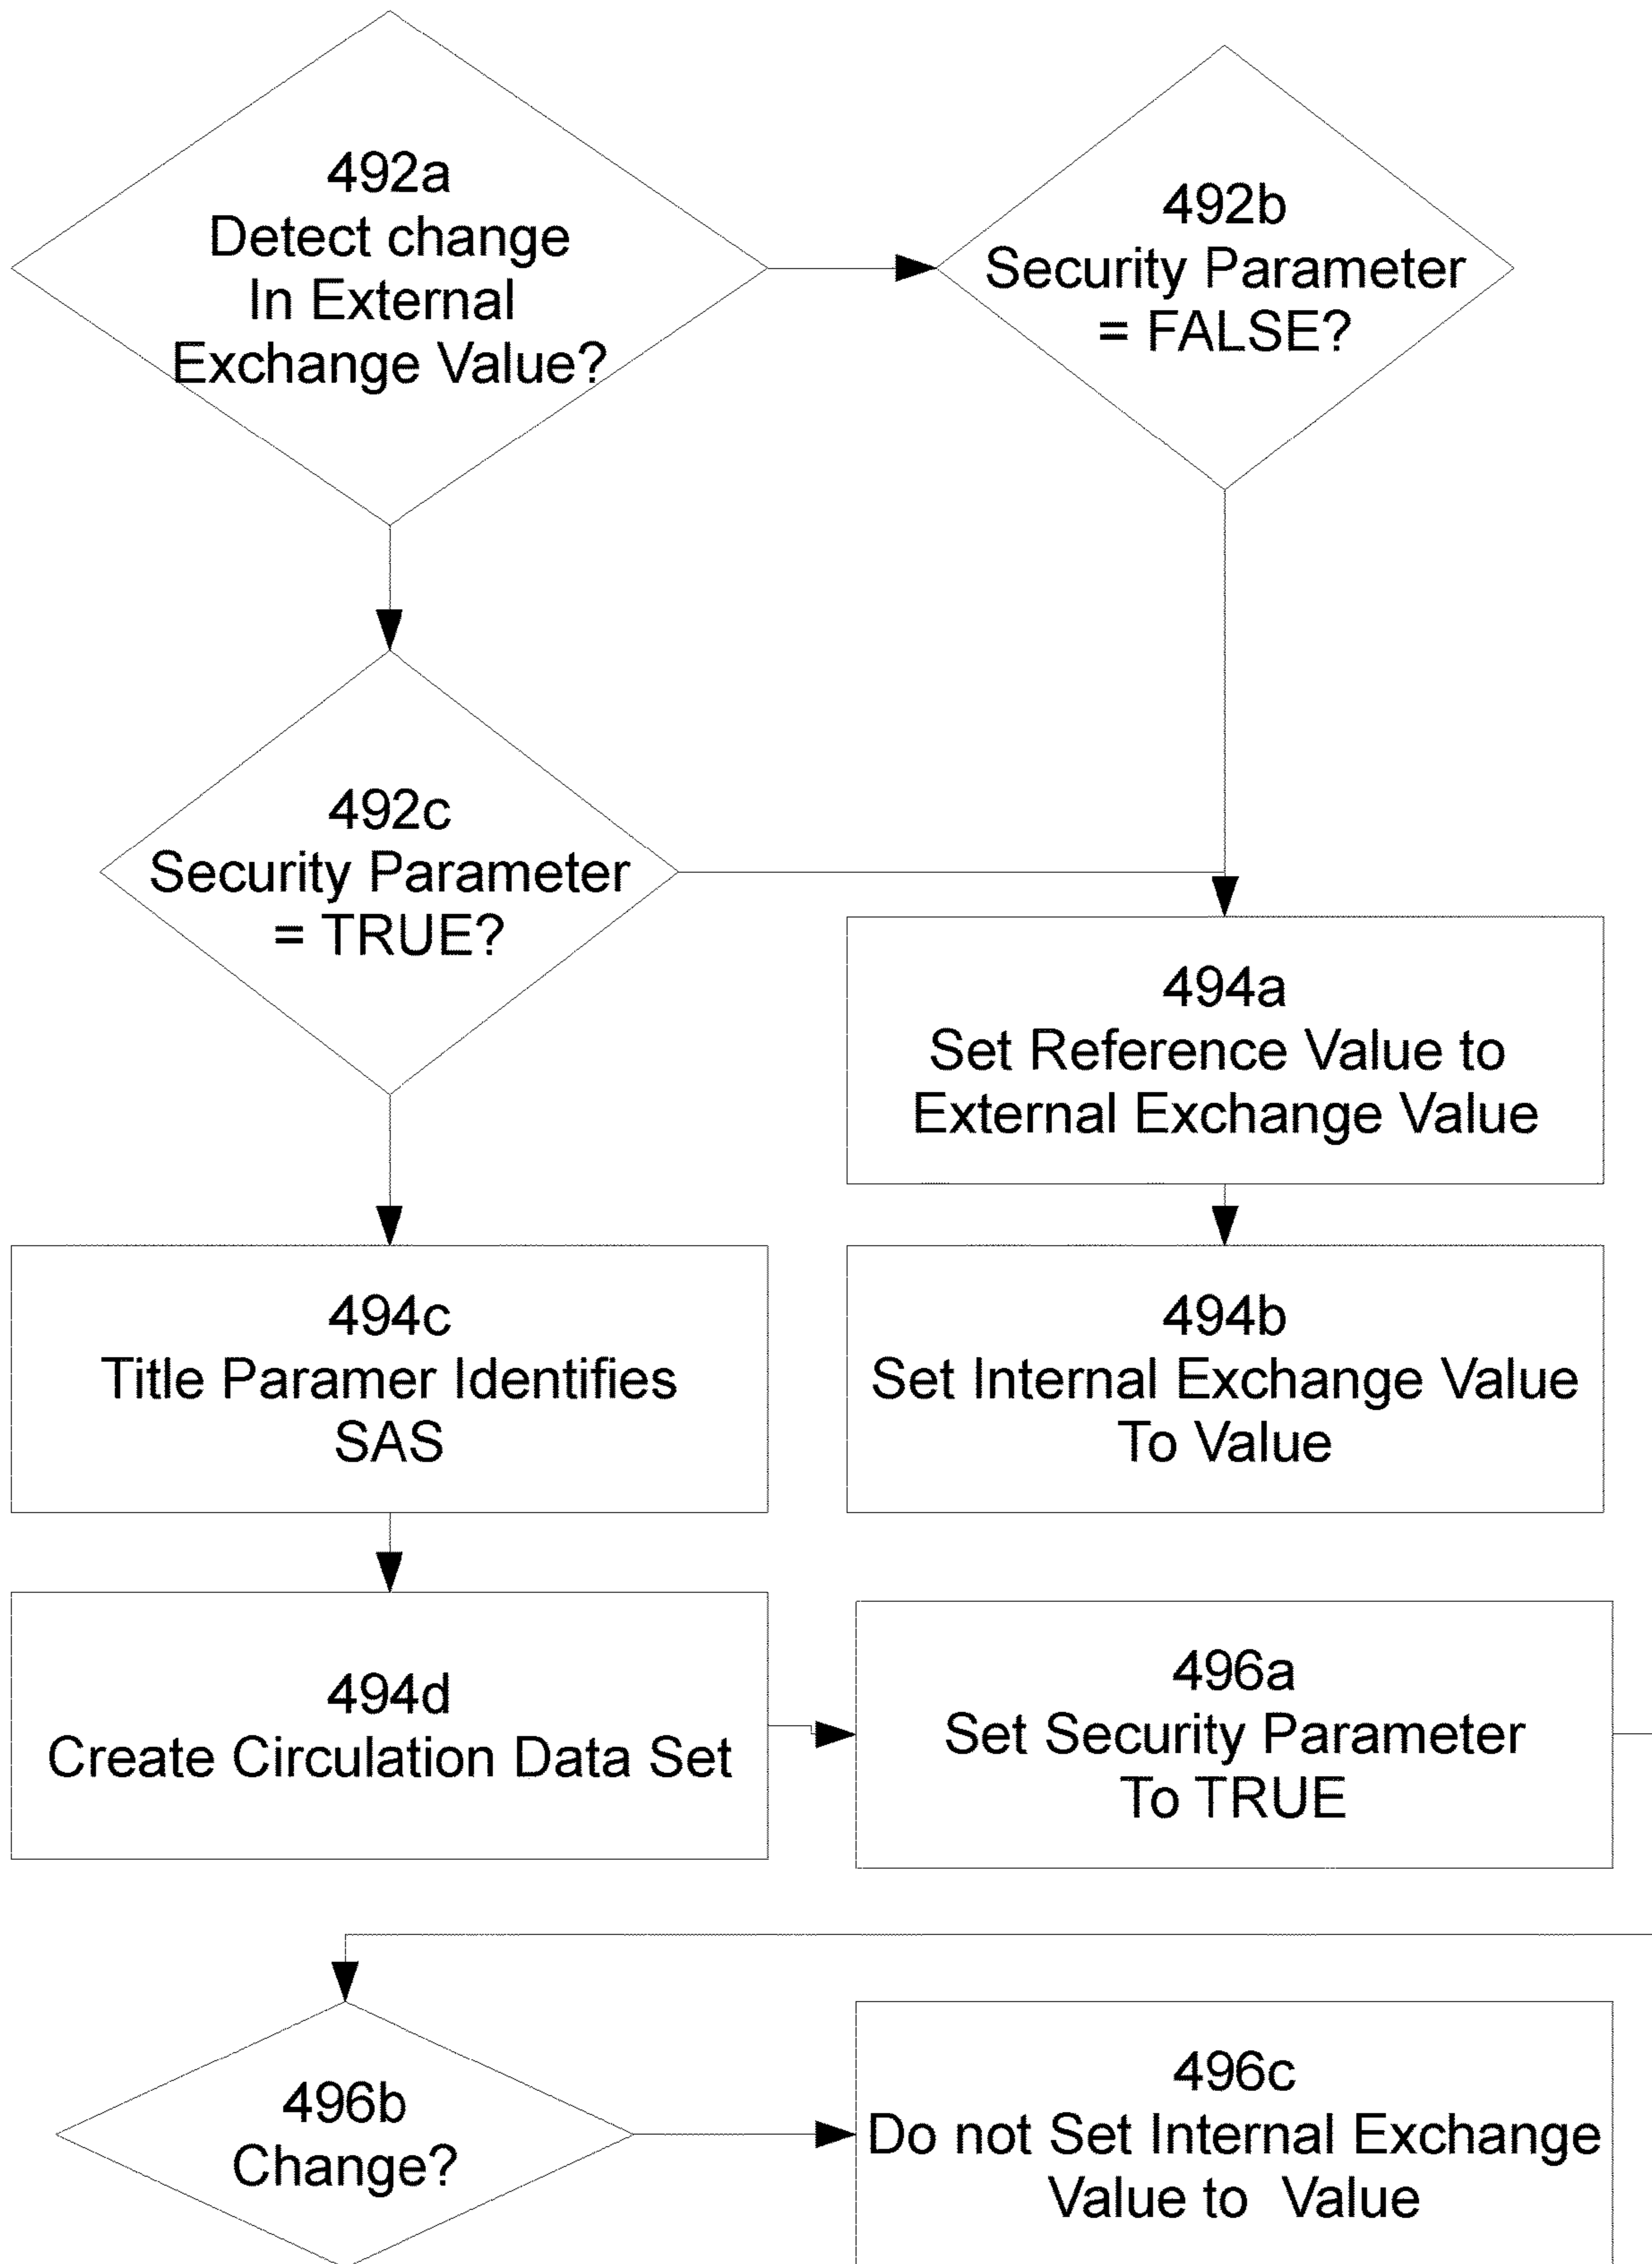 492a
Detect change
In External
Exchange Value?
492b
Security Parameter
= FALSE?
492c
Security Parameter
= TRUE?
494a
Set Reference Value to
External Exchange Value
494c
Title Paramer Identifies
SAS
494b
Set Internal Exchange Value
To Value
494d
Create Circulation Data Set
496a
Set Security Parameter
To TRUE
496b
Change?
496c
Do not Set Internal Exchange
Value to Value